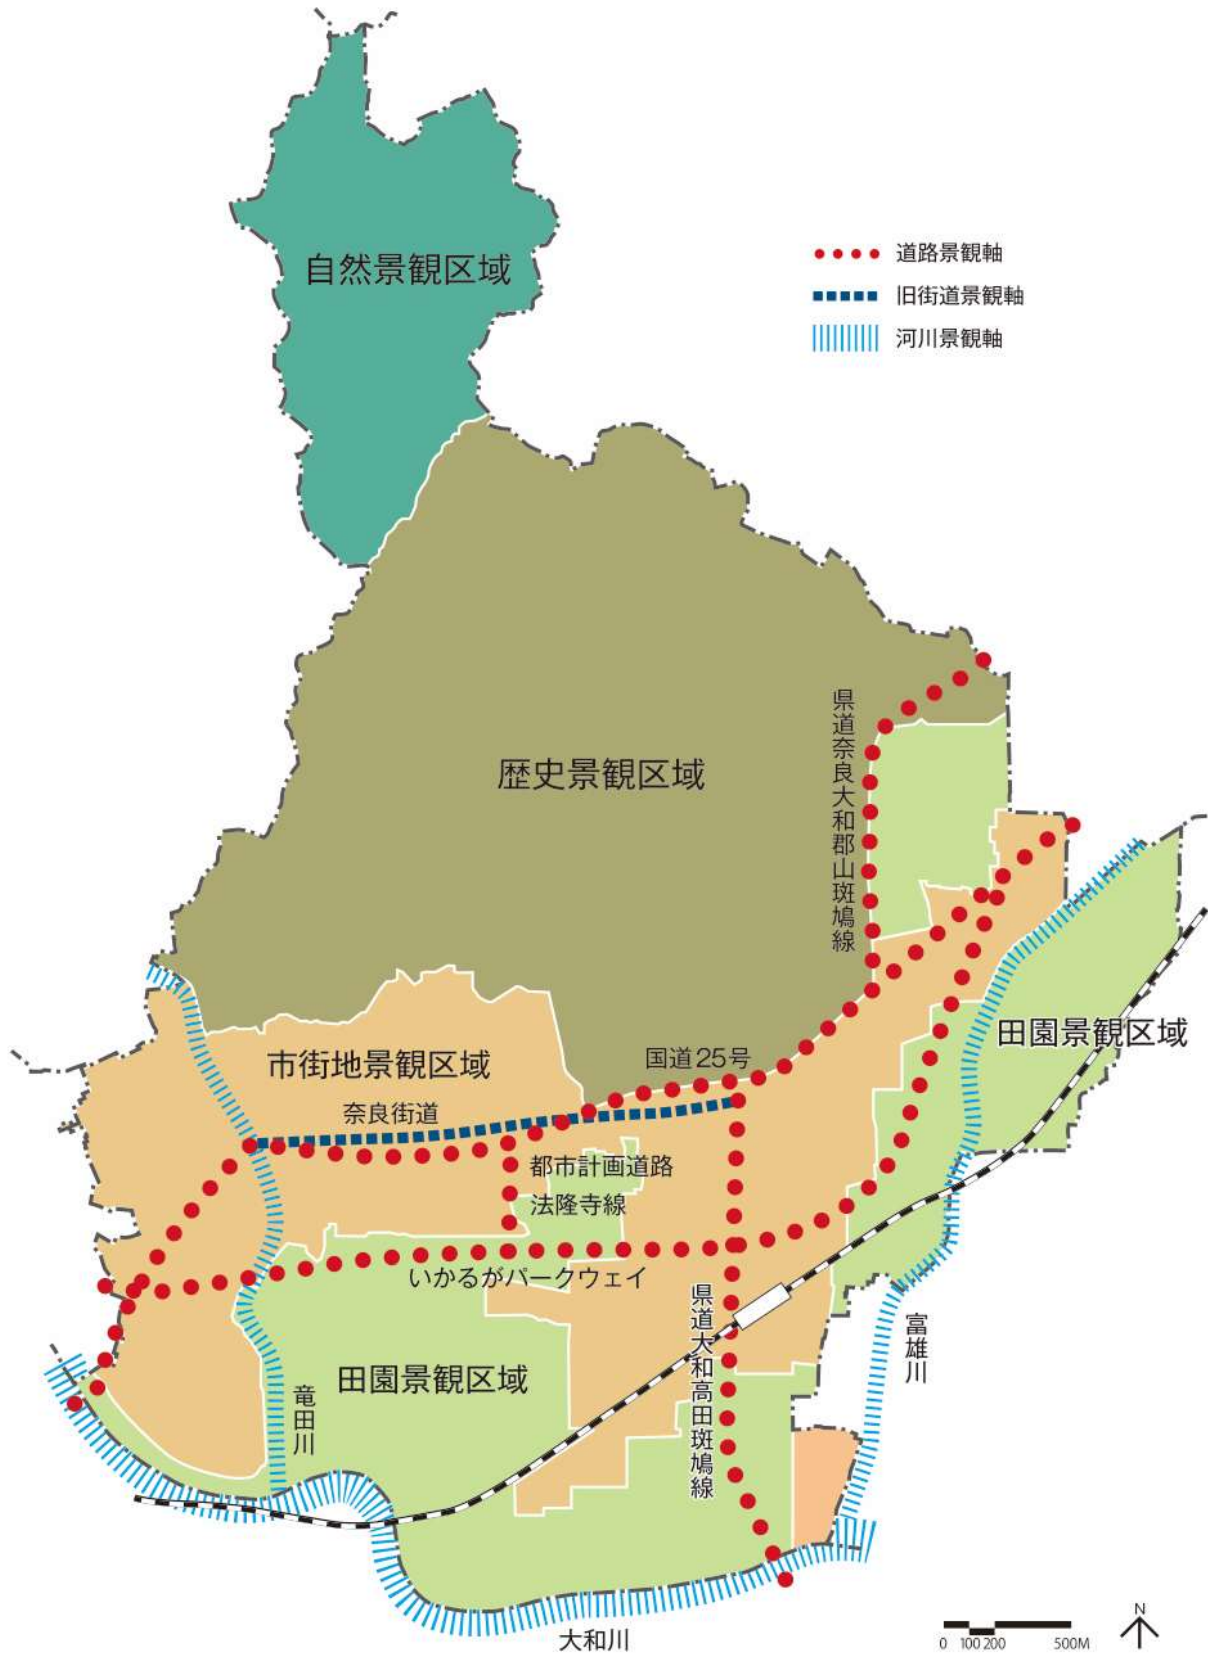 自然景観区域
道路景観軸
旧街道景観軸
河川景観軸
歴史景観区域
県道奈良大和郡山斑鳩線
田園景観区域
国道25号
市街地景観区域
奈良街道
都市計画道路
法隆寺線
いかるがパークウェイ
県道大和高田斑鳩線
富雄川
田園景観区域
竜田川
大和川
N
0 100 200 500M